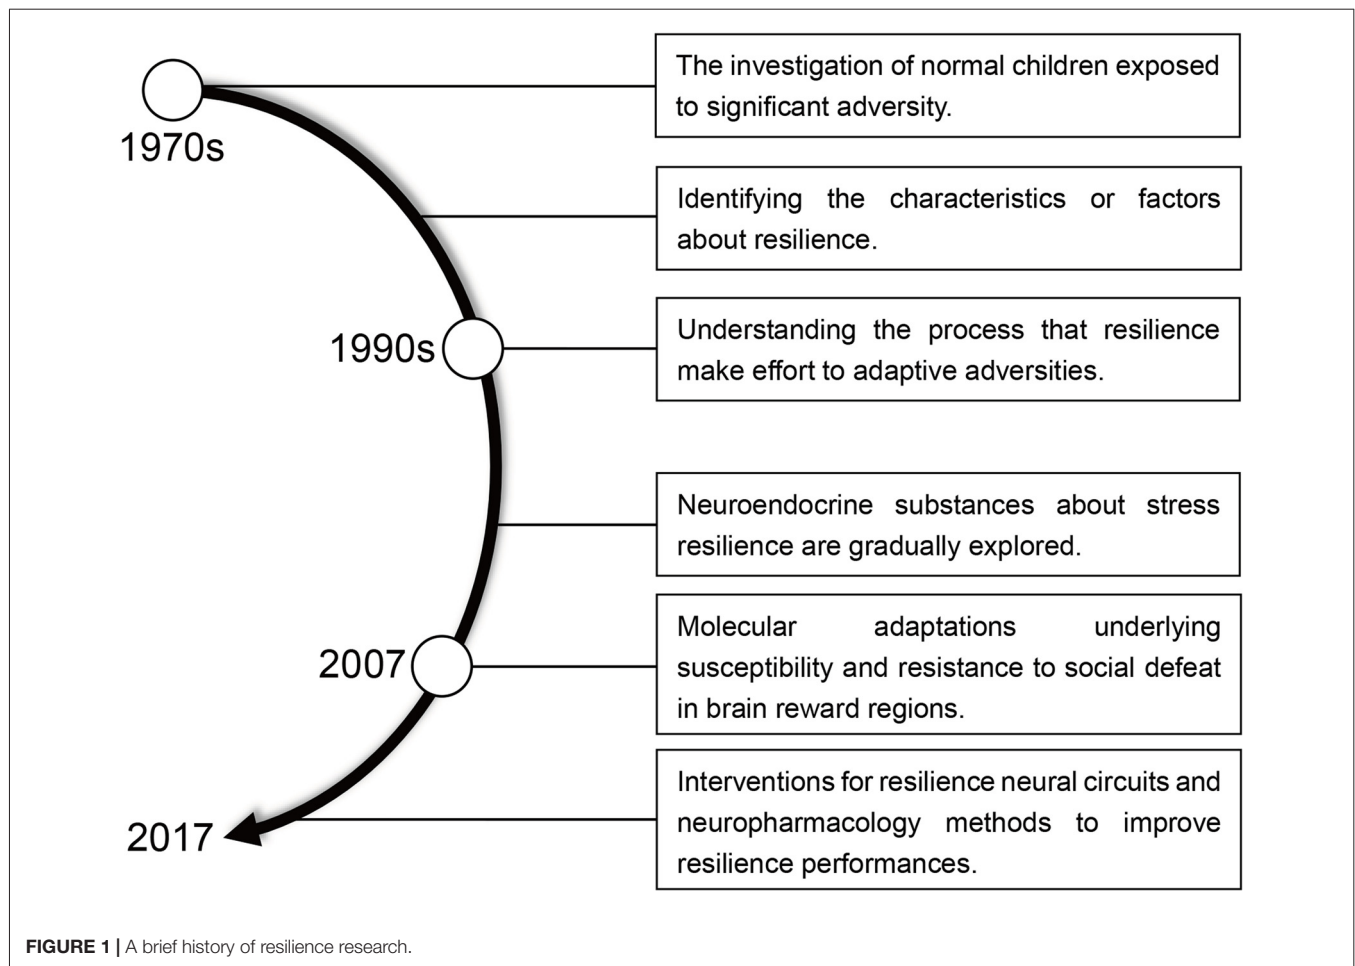 The investigation of normal children exposed
to significant adversity.
1970s
Identifying the characteristics or factors
about resilience.
1990s
Understanding the process that resilience
make effort to adaptive adversities.
Neuroendocrine substances about stress
resilience are gradually explored.
2007
Molecular adaptations underlying
susceptibility and resistance to social defeat
in brain reward regions.
2017
Interventions for resilience neural circuits and
neuropharmacology methods to improve
resilience performances.
FIGURE 1 | A brief history of resilience research.